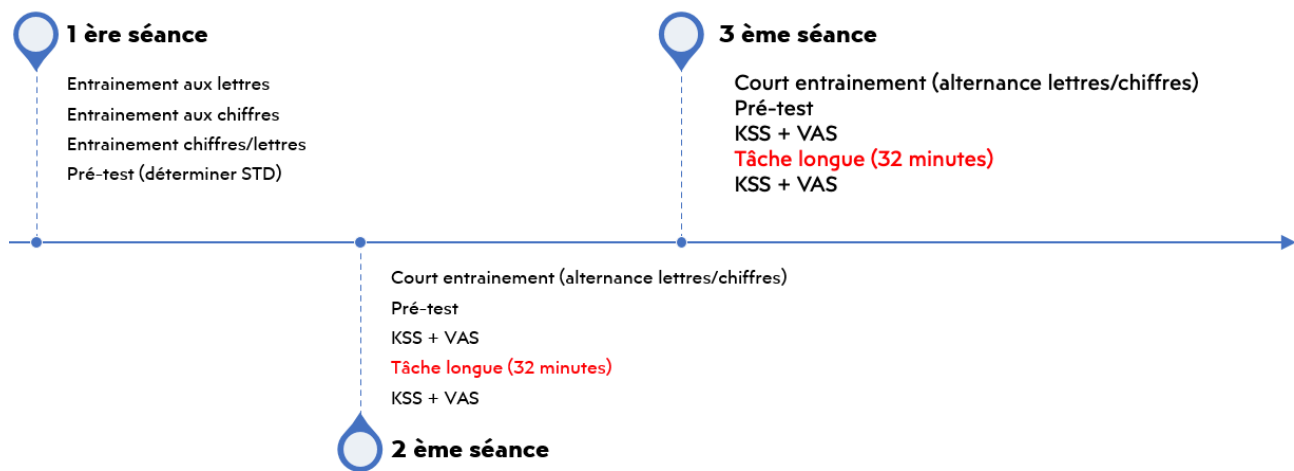 1 ère séance
Entrainement aux lettres
Entrainement aux chiffres
Entrainement chiffres/lettres
Pré-test (déterminer STD)
3 ème séance
Court entrainement (alternance lettres/chiffres)
Pré-test
KSS + VAS
Tâche longue (32 minutes)
KSS + VAS
Court entrainement (alternance lettres/chiffres)
Pré-test
KSS + VAS
Tâche longue (32 minutes)
KSS + VAS
2 ème séance